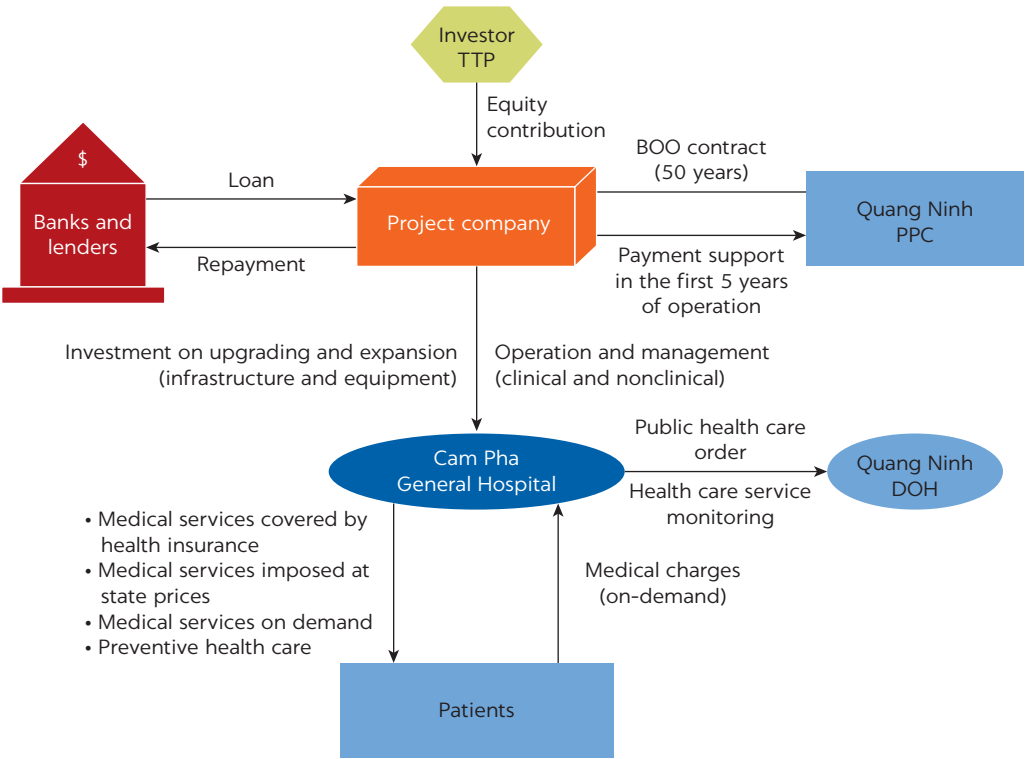 Investor
TTP
Equity
contribution
$
Banks and
lenders
Loan
Repayment
Project company
BOO contract
(50 years)
Payment support
in the first 5 years
of operation
Quang Ninh
PPC
Investment on upgrading and expansion
(infrastructure and equipment)
Operation and management
(clinical and nonclinical)
Cam Pha
General Hospital
Public health care
order
Health care service
monitoring
Quang Ninh
DOH
• Medical services covered by
health insurance
• Medical services imposed at
state prices
• Medical services on demand
• Preventive health care
Medical charges
(on-demand)
Patients